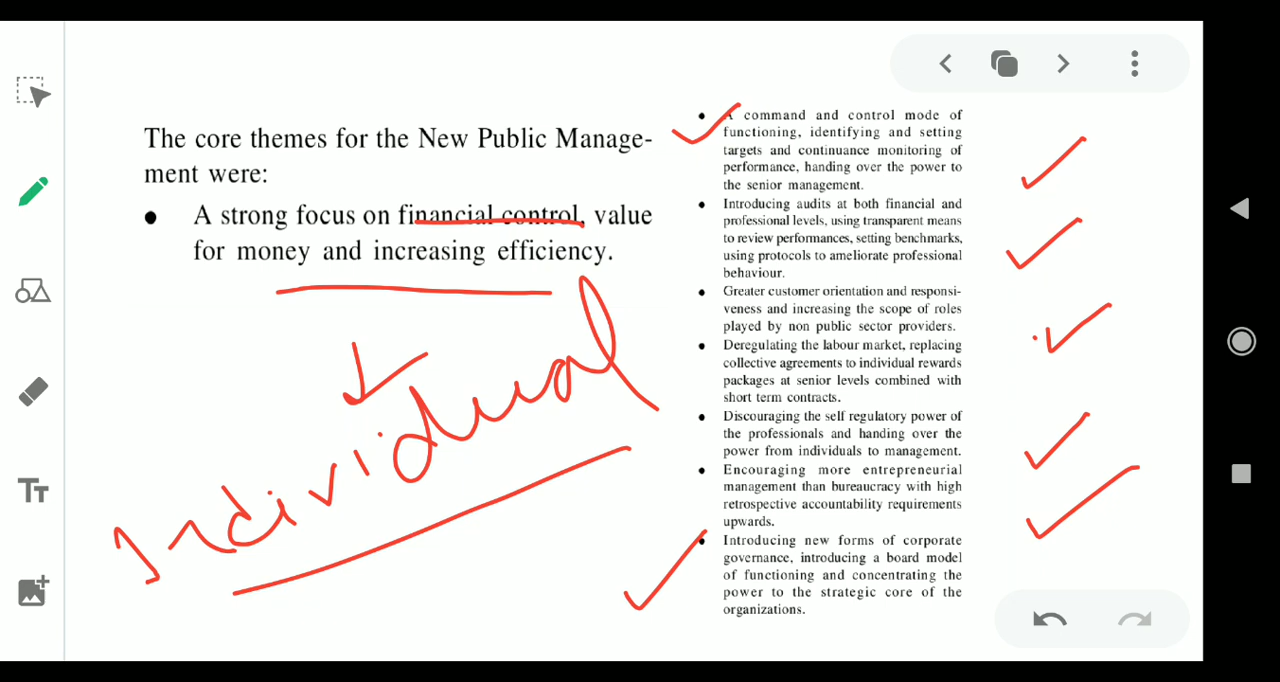 The core themes for the New Public Manage-
ment were:
● A strong focus on financial control, value
for money and increasing efficiency.
Individual
● A command and control mode of
functioning, identifying and setting
targets and continuance monitoring of
performance, handing over the power to
the senior management.
● Introducing audits at both financial and
professional levels, using transparent means
to review performances, setting benchmarks,
using protocols to ameliorate professional
behaviour.
● Greater customer orientation and responsi-
veness and increasing the scope of roles
played by non public sector providers.
● Deregulating the labour market, replacing
collective agreements to individual rewards
packages at senior levels combined with
short term contracts.
● Discouraging the self regulatory power of
the professionals and handing over the
power from individuals to management.
● Encouraging more entrepreneurial
management than bureaucracy with high
retrospective accountability requirements
upwards.
● Introducing new forms of corporate
governance, introducing a board model
of functioning and concentrating the
power to the strategic core of the
organizations.
TT